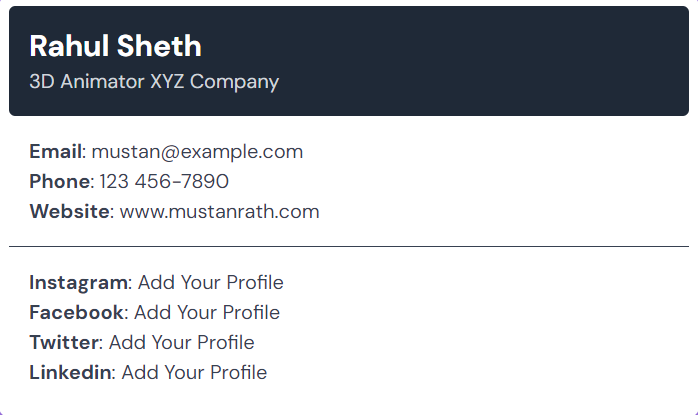 Rahul Sheth
3D Animator XYZ Company
Email: mustan@example.com
Phone: 123 456-7890
Website: www.mustanrath.com
Instagram: Add Your Profile
Facebook: Add Your Profile
Twitter: Add Your Profile
Linkedin: Add Your Profile